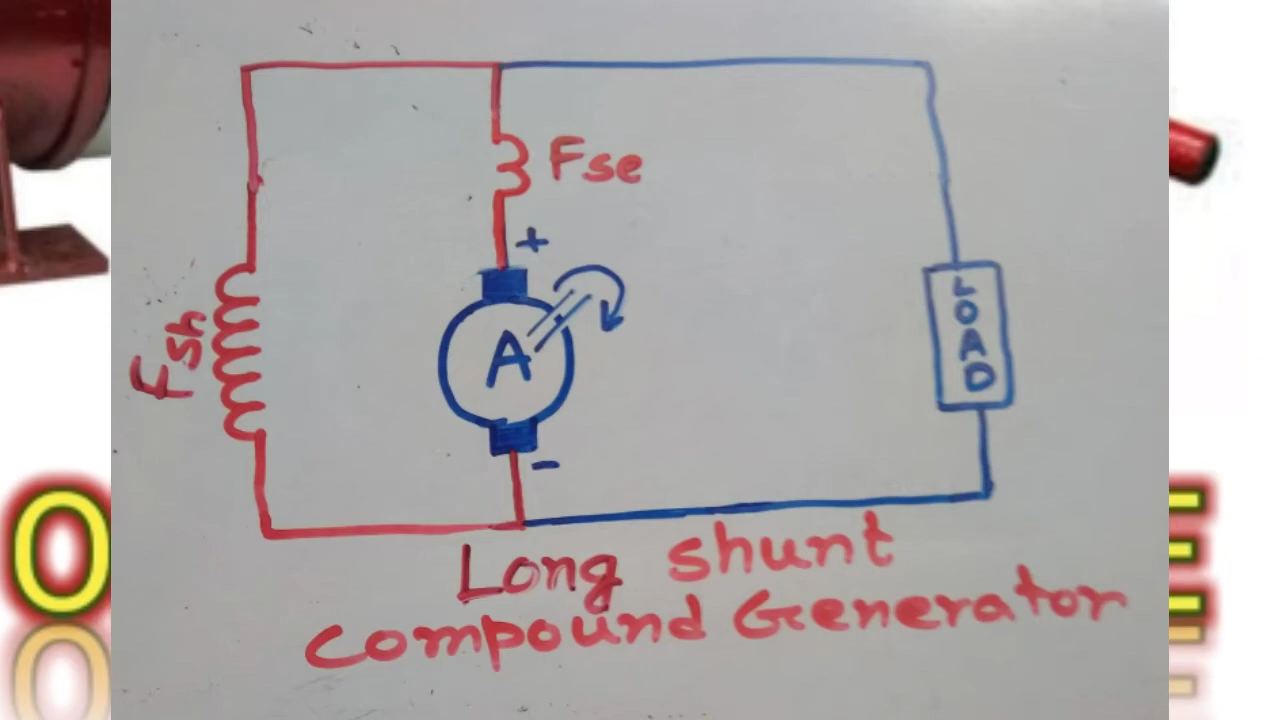 Fse
+
Fsh
A
LOAD
-
Long shunt
Compound Generator
O
E